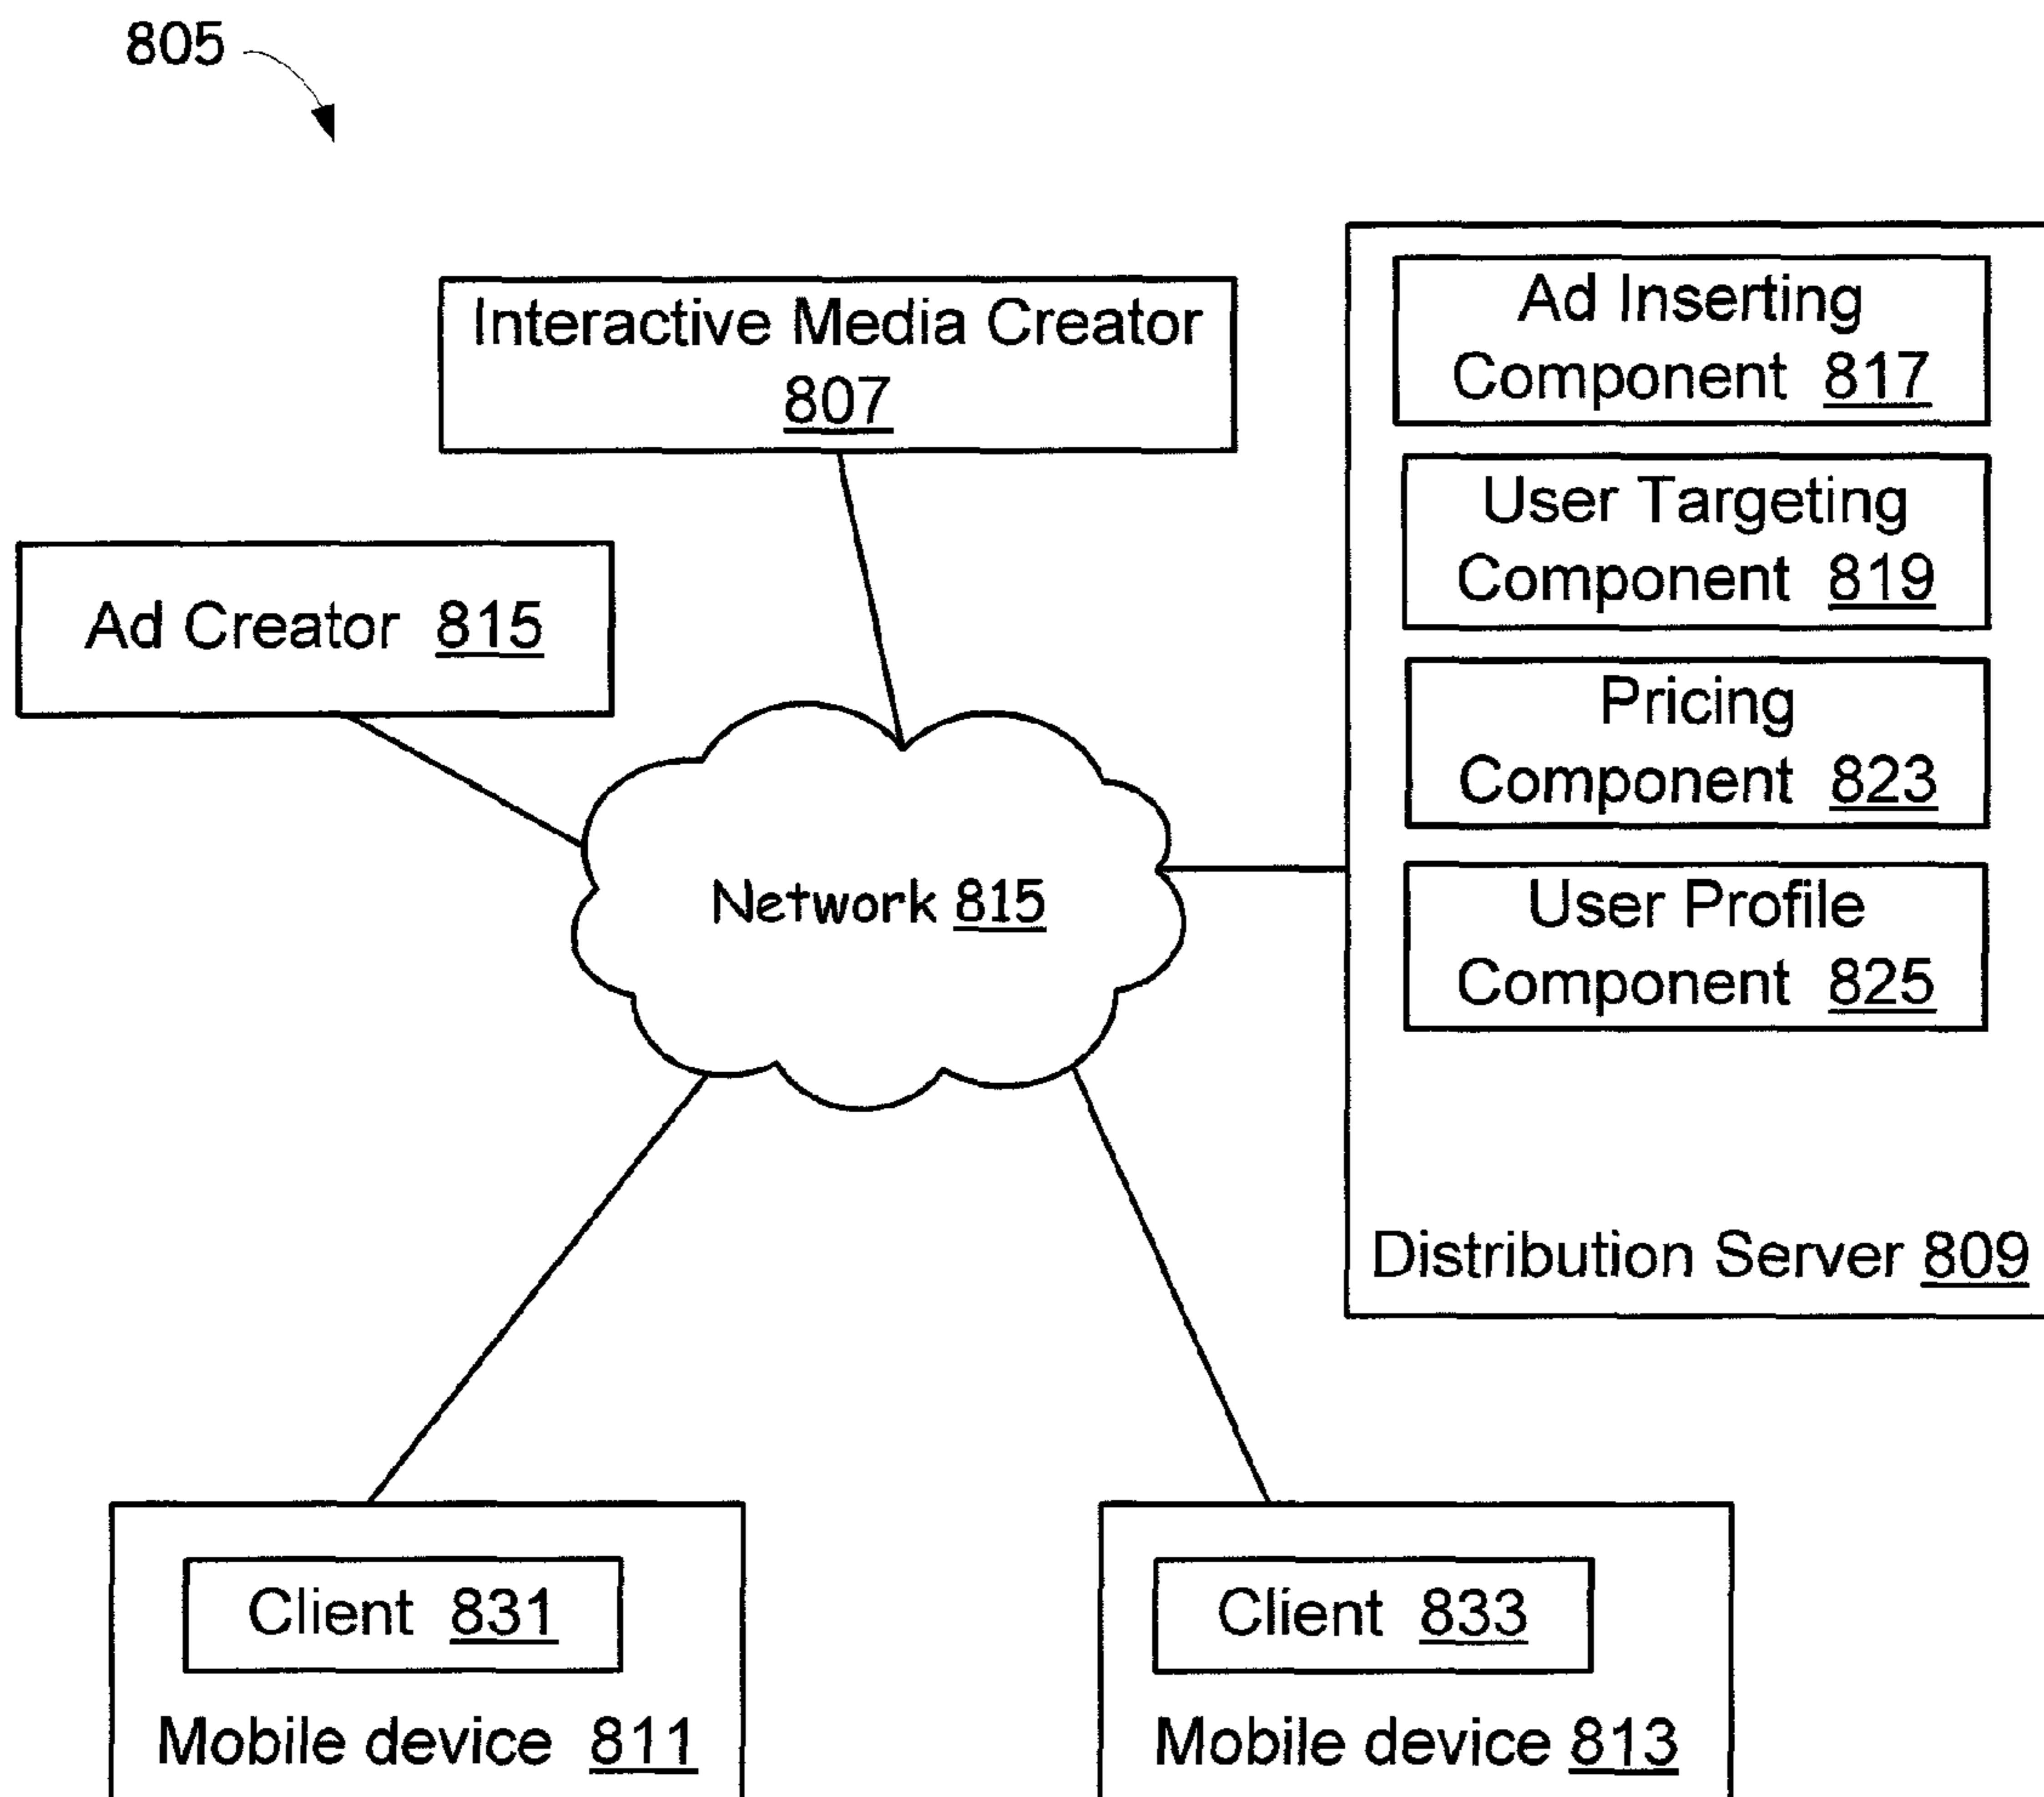 805
Interactive Media Creator
807
Ad Creator 815
Network 815
Ad Inserting
Component 817
User Targeting
Component 819
Pricing
Component 823
User Profile
Component 825
Distribution Server 809
Client 831
Mobile device 811
Client 833
Mobile device 813